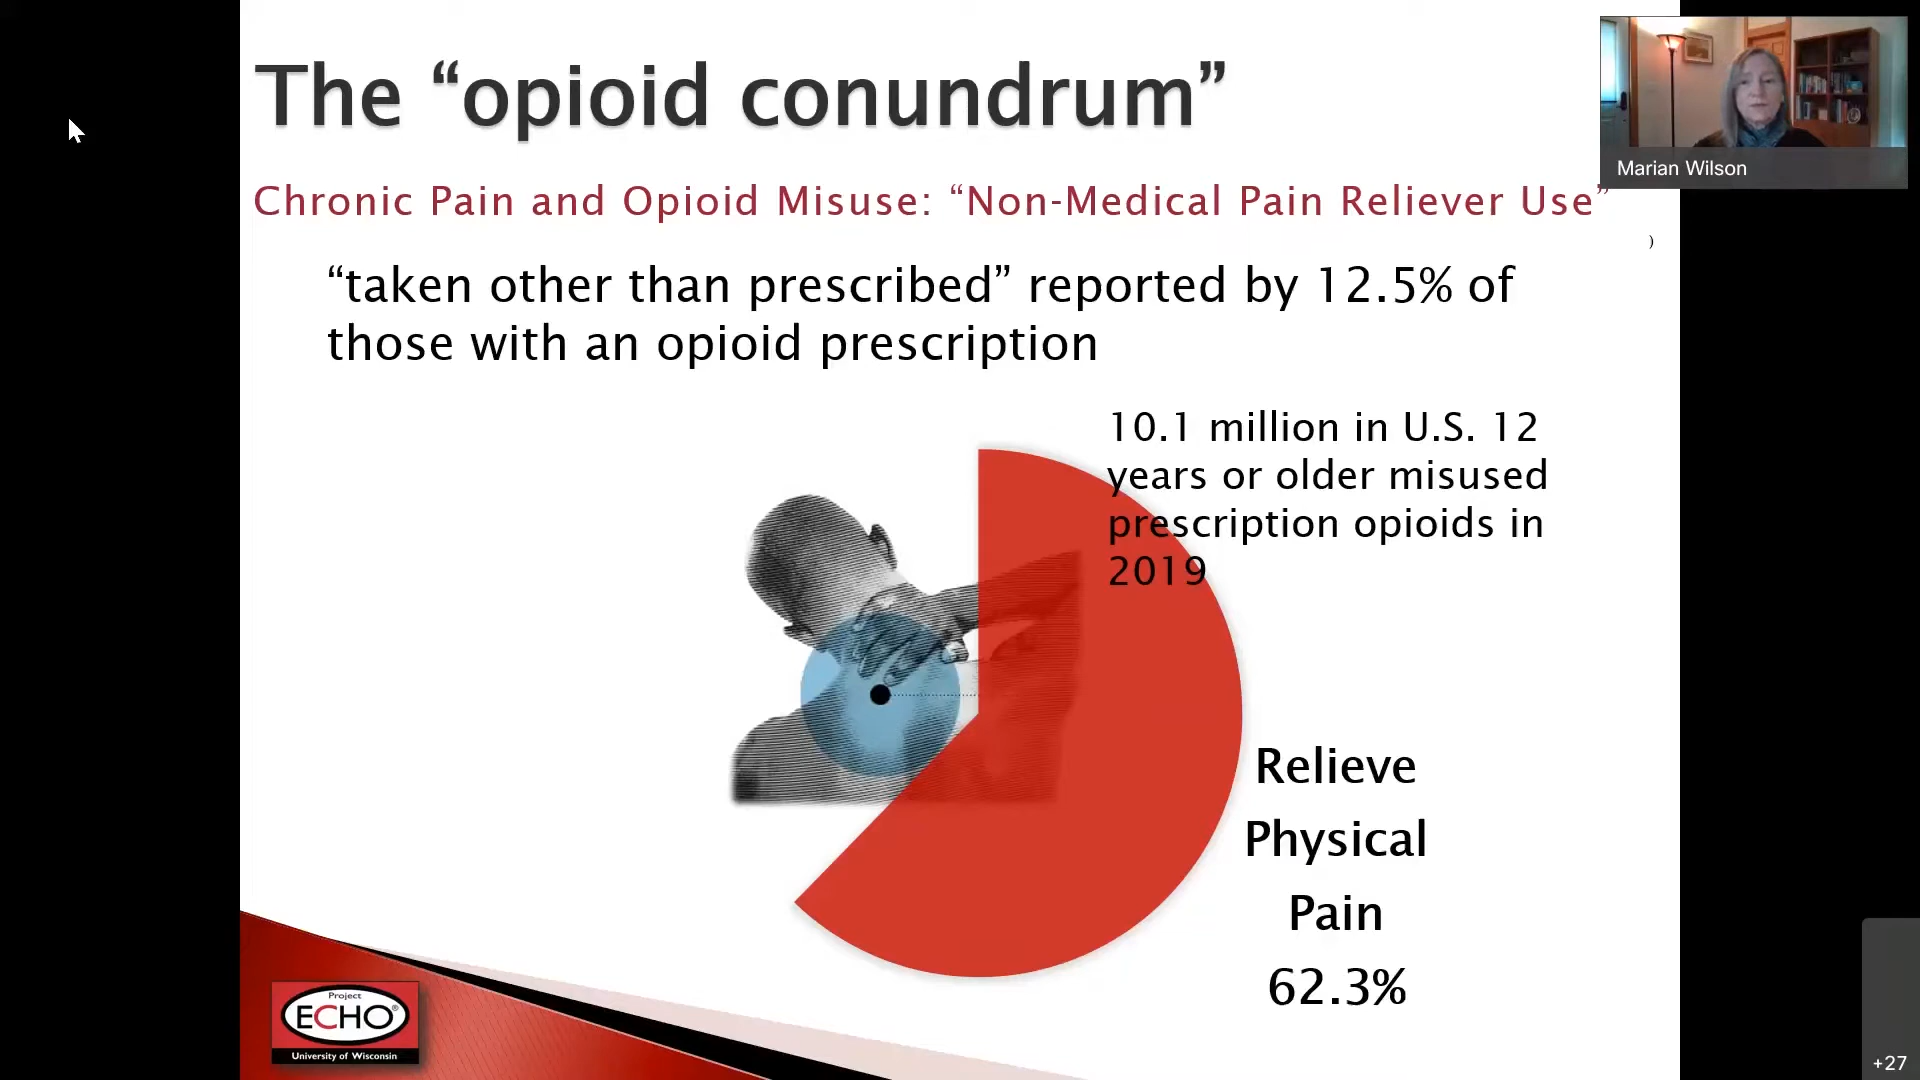 The “opioid conundrum”
Marian Wilson
Chronic Pain and Opioid Misuse: “Non-Medical Pain Reliever Use”
)
“taken other than prescribed” reported by 12.5% of
those with an opioid prescription
10.1 million in U.S. 12
years or older misused
prescription opioids in
2019
Relieve
Physical
Pain
62.3%
Project
ECHO®
University of Wisconsin
+27